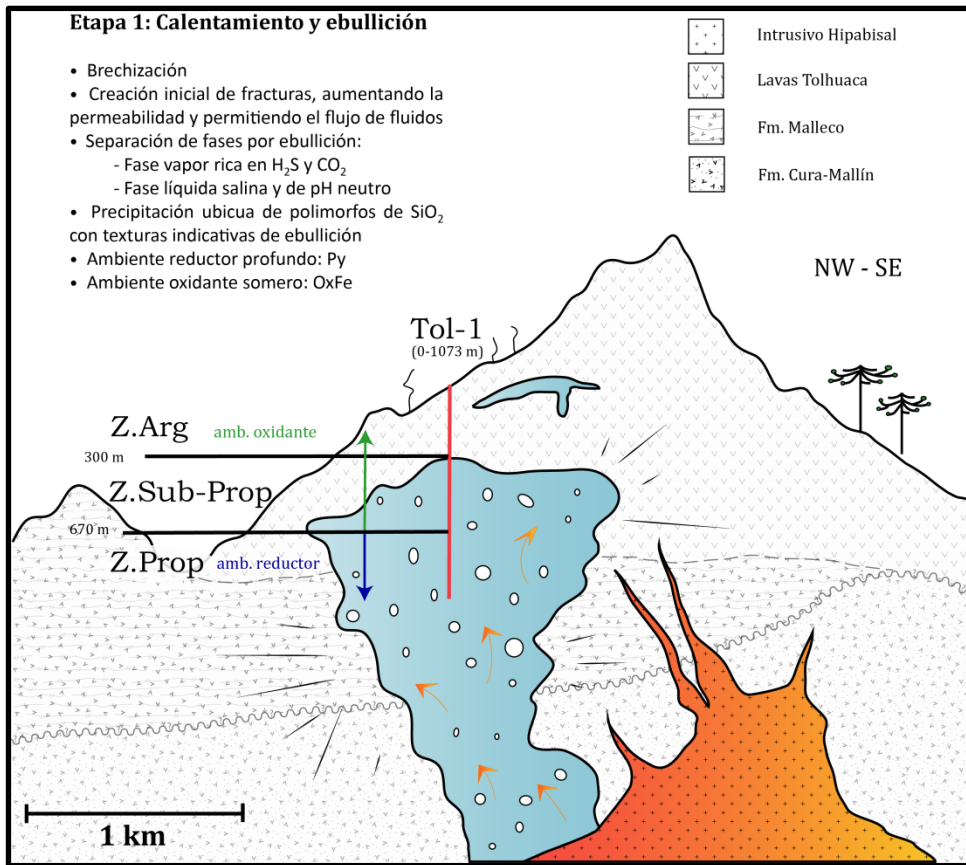 Etapa 1: Calentamiento y ebullición
• Brechización
• Creación inicial de fracturas, aumentando la
permeabilidad y permitiendo el flujo de fluidos
• Separación de fases por ebullición:
- Fase vapor rica en H₂S y CO₂
- Fase líquida salina y de pH neutro
• Precipitación ubicua de polimorfos de SiO₂
con texturas indicativas de ebullición
• Ambiente reductor profundo: Py
• Ambiente oxidante somero: OxFe
Intrusivo Hipabisal
Lavas Tolhuaca
Fm. Malleco
Fm. Cura-Mallín
NW - SE
Tol-1
(0-1073 m)
Z.Arg amb. oxidante
300 m
Z.Sub-Prop
670 m
Z.Prop amb. reductor
1 km